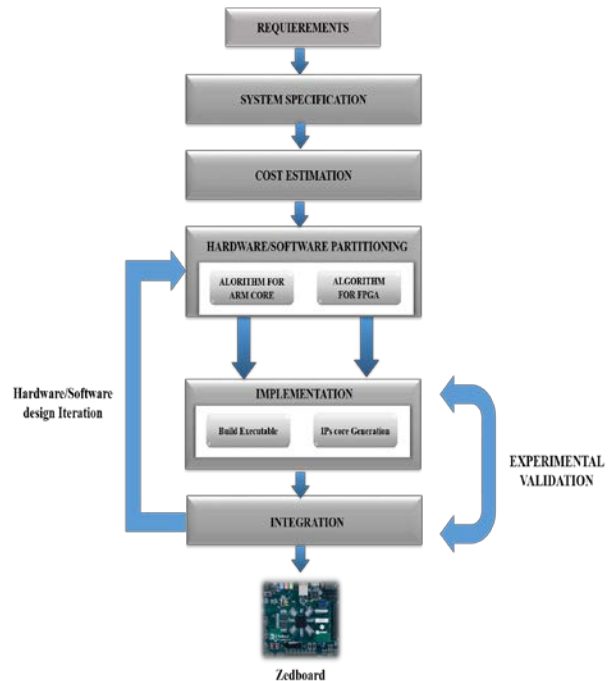 REQUIEREMENTS
SYSTEM SPECIFICATION
COST ESTIMATION
HARDWARE/SOFTWARE PARTITIONING
ALORITHM FOR
ARM CORE
ALGORITHM
FOR FPGA
Hardware/Software
design Iteration
IMPLEMENTATION
Build Executable
IPs core Generation
EXPERIMENTAL
VALIDATION
INTEGRATION
Zedboard